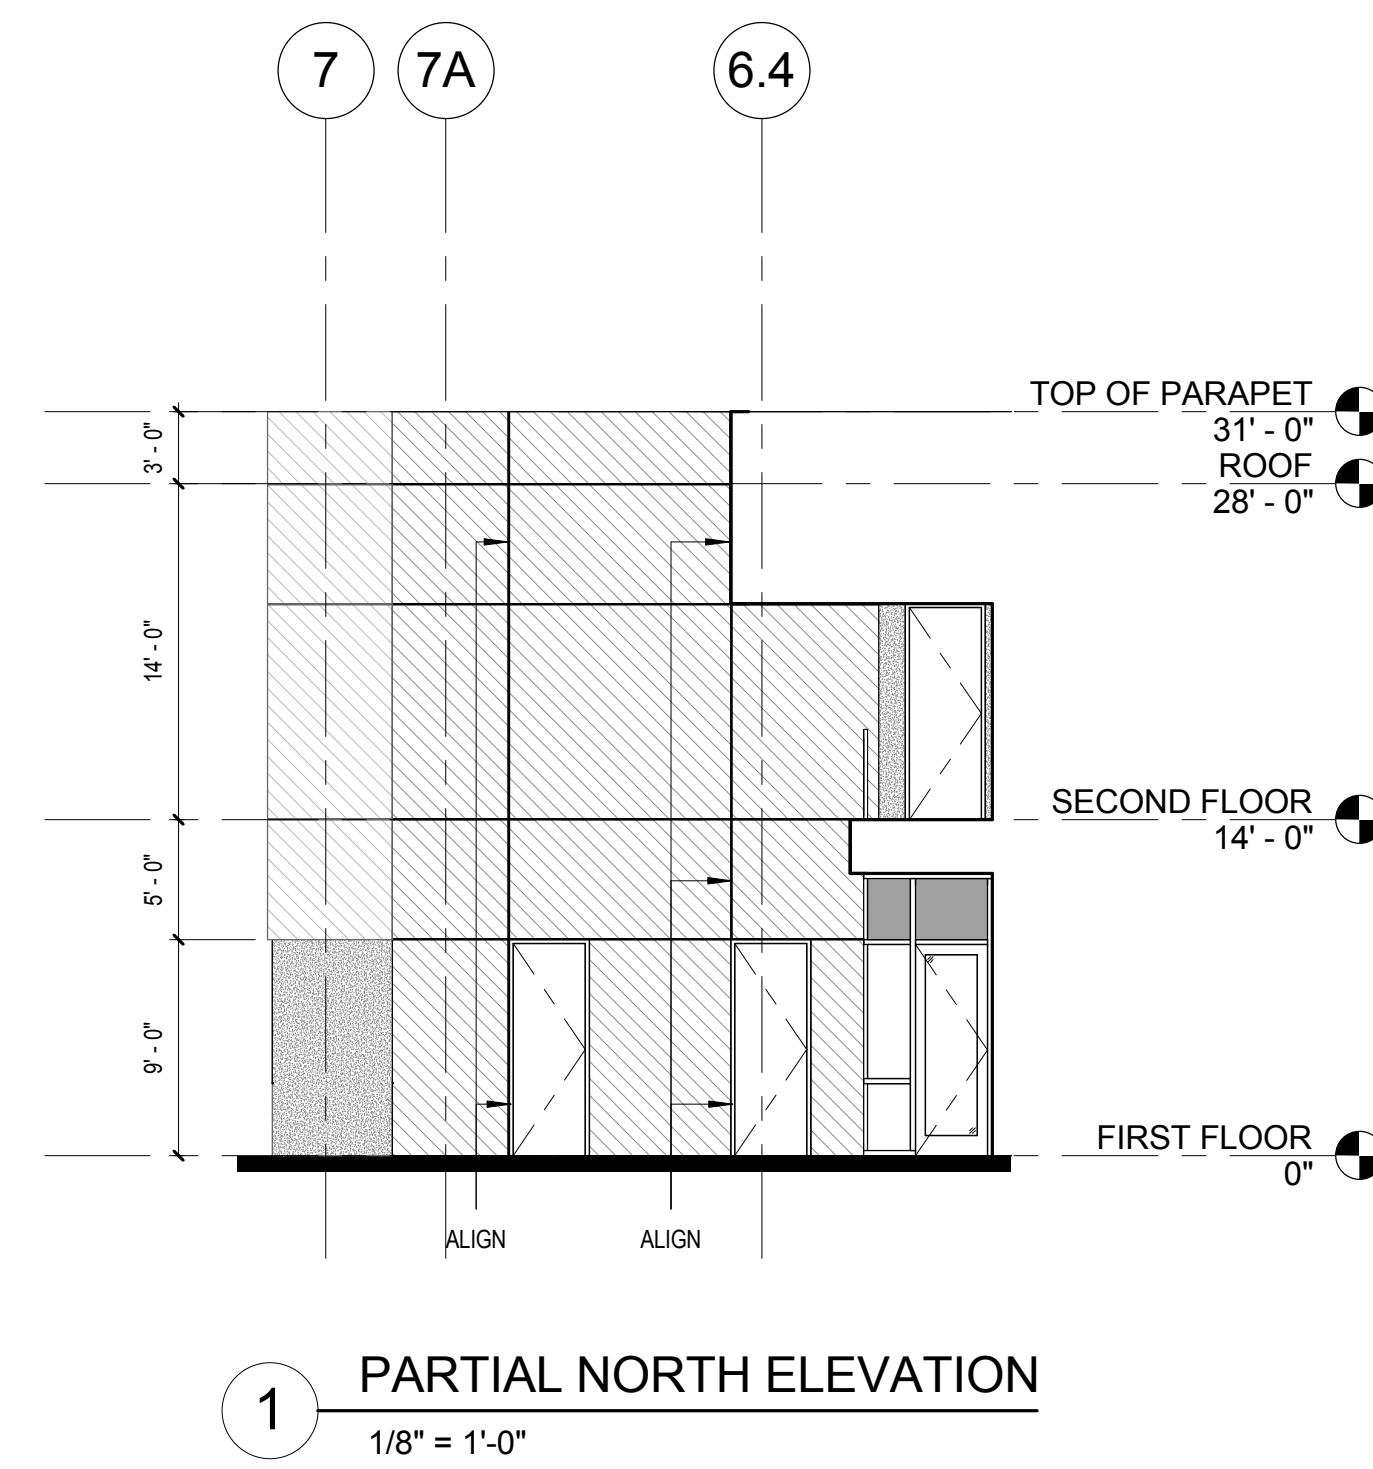 7
7A
6.4
TOP OF PARAPET
31' - 0"
ROOF
28' - 0"
3' - 0"
14' - 0"
SECOND FLOOR
14' - 0"
5' - 0"
9' - 0"
FIRST FLOOR
0"
ALIGN
ALIGN
1
PARTIAL NORTH ELEVATION
1/8" = 1'-0"